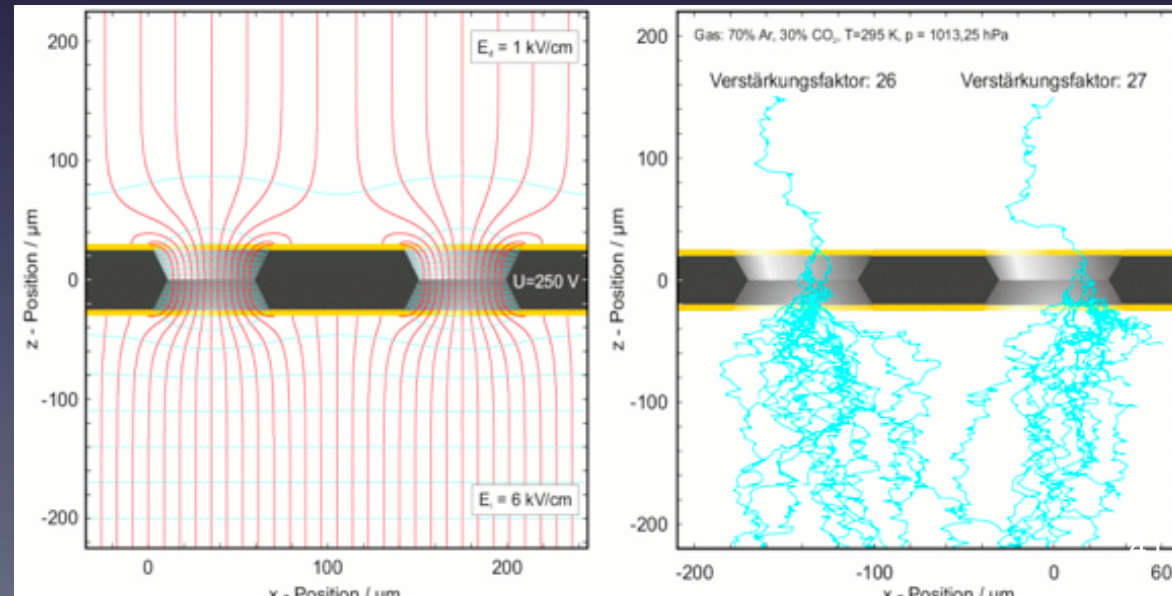 200
100
0
-100
-200
z - Position / µm
E_d = 1 kV/cm
U=250 V
E_i = 6 kV/cm
0
100
200
x - Position / µm
200
100
0
-100
-200
z - Position / µm
Gas: 70% Ar, 30% CO₂, T=295 K, p = 1013,25 hPa
Verstärkungsfaktor: 26
Verstärkungsfaktor: 27
-200
-100
0
60
x - Position / µm